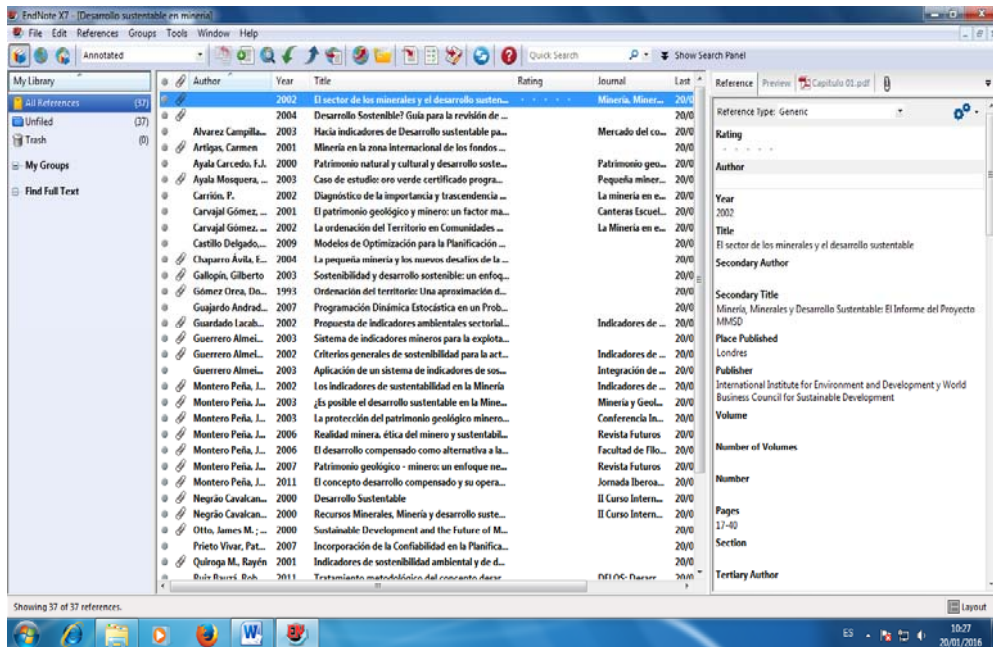 EndNote X7 - [Desarrollo sustentable en minería]
File Edit References Groups Tools Window Help
Annotated Quick Search Show Search Panel
My Library
All References (37)
Unfiled (37)
Trash (0)
My Groups
Find Full Text
Author Year Title Rating Journal Last
2002 El sector de los minerales y el desarrollo susten... Minería, Miner... 20/0
2004 Desarrollo Sostenible? Guía para la revisión de ... 20/0
Alvarez Campilla... 2003 Hacia indicadores de Desarrollo sustentable pa... Mercado del co... 20/0
Artigas, Carmen 2001 Minería en la zona internacional de los fondos ... 20/0
Ayala Carcedo, F.J. 2000 Patrimonio natural y cultural y desarrollo soste... Patrimonio geo... 20/0
Ayala Mosquera, ... 2003 Caso de estudio: oro verde certificado progra... Pequeña miner... 20/0
Carrión, P. 2002 Diagnóstico de la importancia y trascendencia ... La minería en e... 20/0
Carvajal Gómez, ... 2001 El patrimonio geológico y minero: un factor ma... Canteras Escuel... 20/0
Carvajal Gómez, ... 2002 La ordenación del Territorio en Comunidades ... La Minería en e... 20/0
Castillo Delgado,... 2009 Modelos de Optimización para la Planificación ... 20/0
Chaparro Ávila, E... 2004 La pequeña minería y los nuevos desafíos de la ... 20/0
Gallopín, Gilberto 2003 Sostenibilidad y desarrollo sostenible: un enfoq... 20/0
Gómez Orea, Do... 1993 Ordenación del territorio: Una aproximación d... 20/0
Guajardo Andrad... 2007 Programación Dinámica Estocástica en un Prob... 20/0
Guardado Lacab... 2002 Propuesta de indicadores ambientales sectorial... Indicadores de ... 20/0
Guerrero Almei... 2003 Sistema de indicadores mineros para la explota... 20/0
Guerrero Almei... 2002 Criterios generales de sostenibilidad para la act... Indicadores de ... 20/0
Guerrero Almei... 2003 Aplicación de un sistema de indicadores de sos... Integración de ... 20/0
Montero Peña, J... 2002 Los indicadores de sustentabilidad en la Minería Indicadores de ... 20/0
Montero Peña, J... 2003 ¿Es posible el desarrollo sustentable en la Mine... Minería y Geol... 20/0
Montero Peña, J... 2003 La protección del patrimonio geológico minero... Conferencia In... 20/0
Montero Peña, J... 2006 Realidad minera, ética del minero y sustentabil... Revista Futuros 20/0
Montero Peña, J... 2006 El desarrollo compensado como alternativa a la... Facultad de Filo... 20/0
Montero Peña, J... 2007 Patrimonio geológico - minero: un enfoque ne... Revista Futuros 20/0
Montero Peña, J... 2011 El concepto desarrollo compensado y su opera... Jornada Iberoa... 20/0
Negrão Cavalcan... 2000 Desarrollo Sustentable II Curso Intern... 20/0
Negrão Cavalcan... 2000 Recursos Minerales, Minería y desarrollo suste... II Curso Intern... 20/0
Otto, James M. ; ... 2000 Sustainable Development and the Future of M... 20/0
Prieto Vivar, Pat... 2007 Incorporación de la Confiabilidad en la Planifica... 20/0
Quiroga M., Rayén 2001 Indicadores de sostenibilidad ambiental y de d... 20/0
2011 Tratamiento metodológico del concepto desar...
Reference Preview Capítulo 01.pdf
Reference Type: Generic
Rating
Author
Year
2002
Title
El sector de los minerales y el desarrollo sustentable
Secondary Author
Secondary Title
Minería, Minerales y Desarrollo Sustentable: El Informe del Proyecto
MMSD
Place Published
Londres
Publisher
International Institute for Environment and Development y World
Business Council for Sustainable Development
Volume
Number of Volumes
Number
Pages
17-40
Section
Tertiary Author
Showing 37 of 37 references.
Layout
ES
10:27
20/01/2016